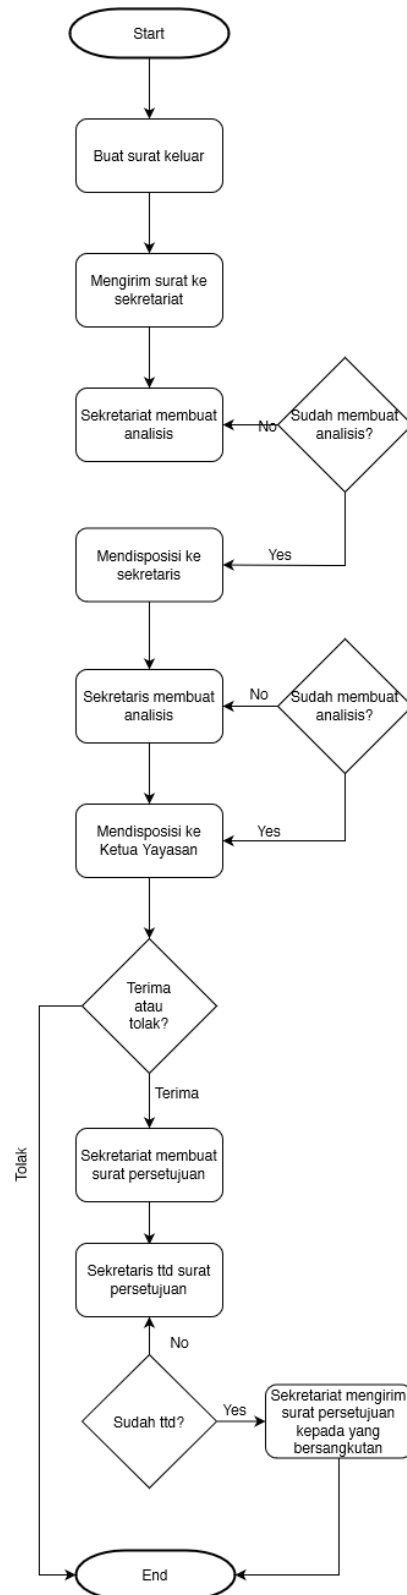 Start
Buat surat keluar
Mengirim surat ke
sekretariat
Sekretariat membuat
analisis
No
Sudah membuat
analisis?
Mendisposisi ke
sekretaris
Yes
Sekretaris membuat
analisis
No
Sudah membuat
analisis?
Mendisposisi ke
Ketua Yayasan
Yes
Terima
atau
tolak?
Terima
Tolak
Sekretariat membuat
surat persetujuan
Sekretaris ttd surat
persetujuan
No
Sudah ttd?
Yes
Sekretariat mengirim
surat persetujuan
kepada yang
bersangkutan
End